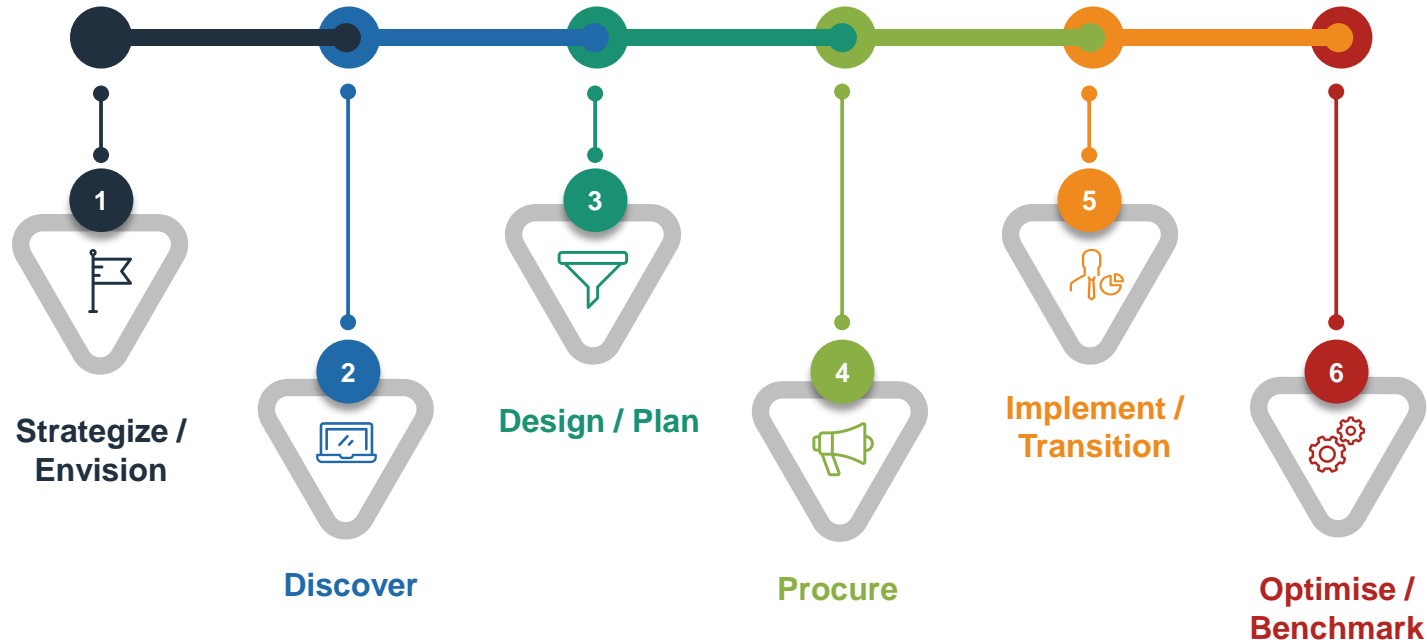 1
Strategize /
Envision
2
Discover
3
Design / Plan
4
Procure
5
Implement /
Transition
6
Optimise /
Benchmark